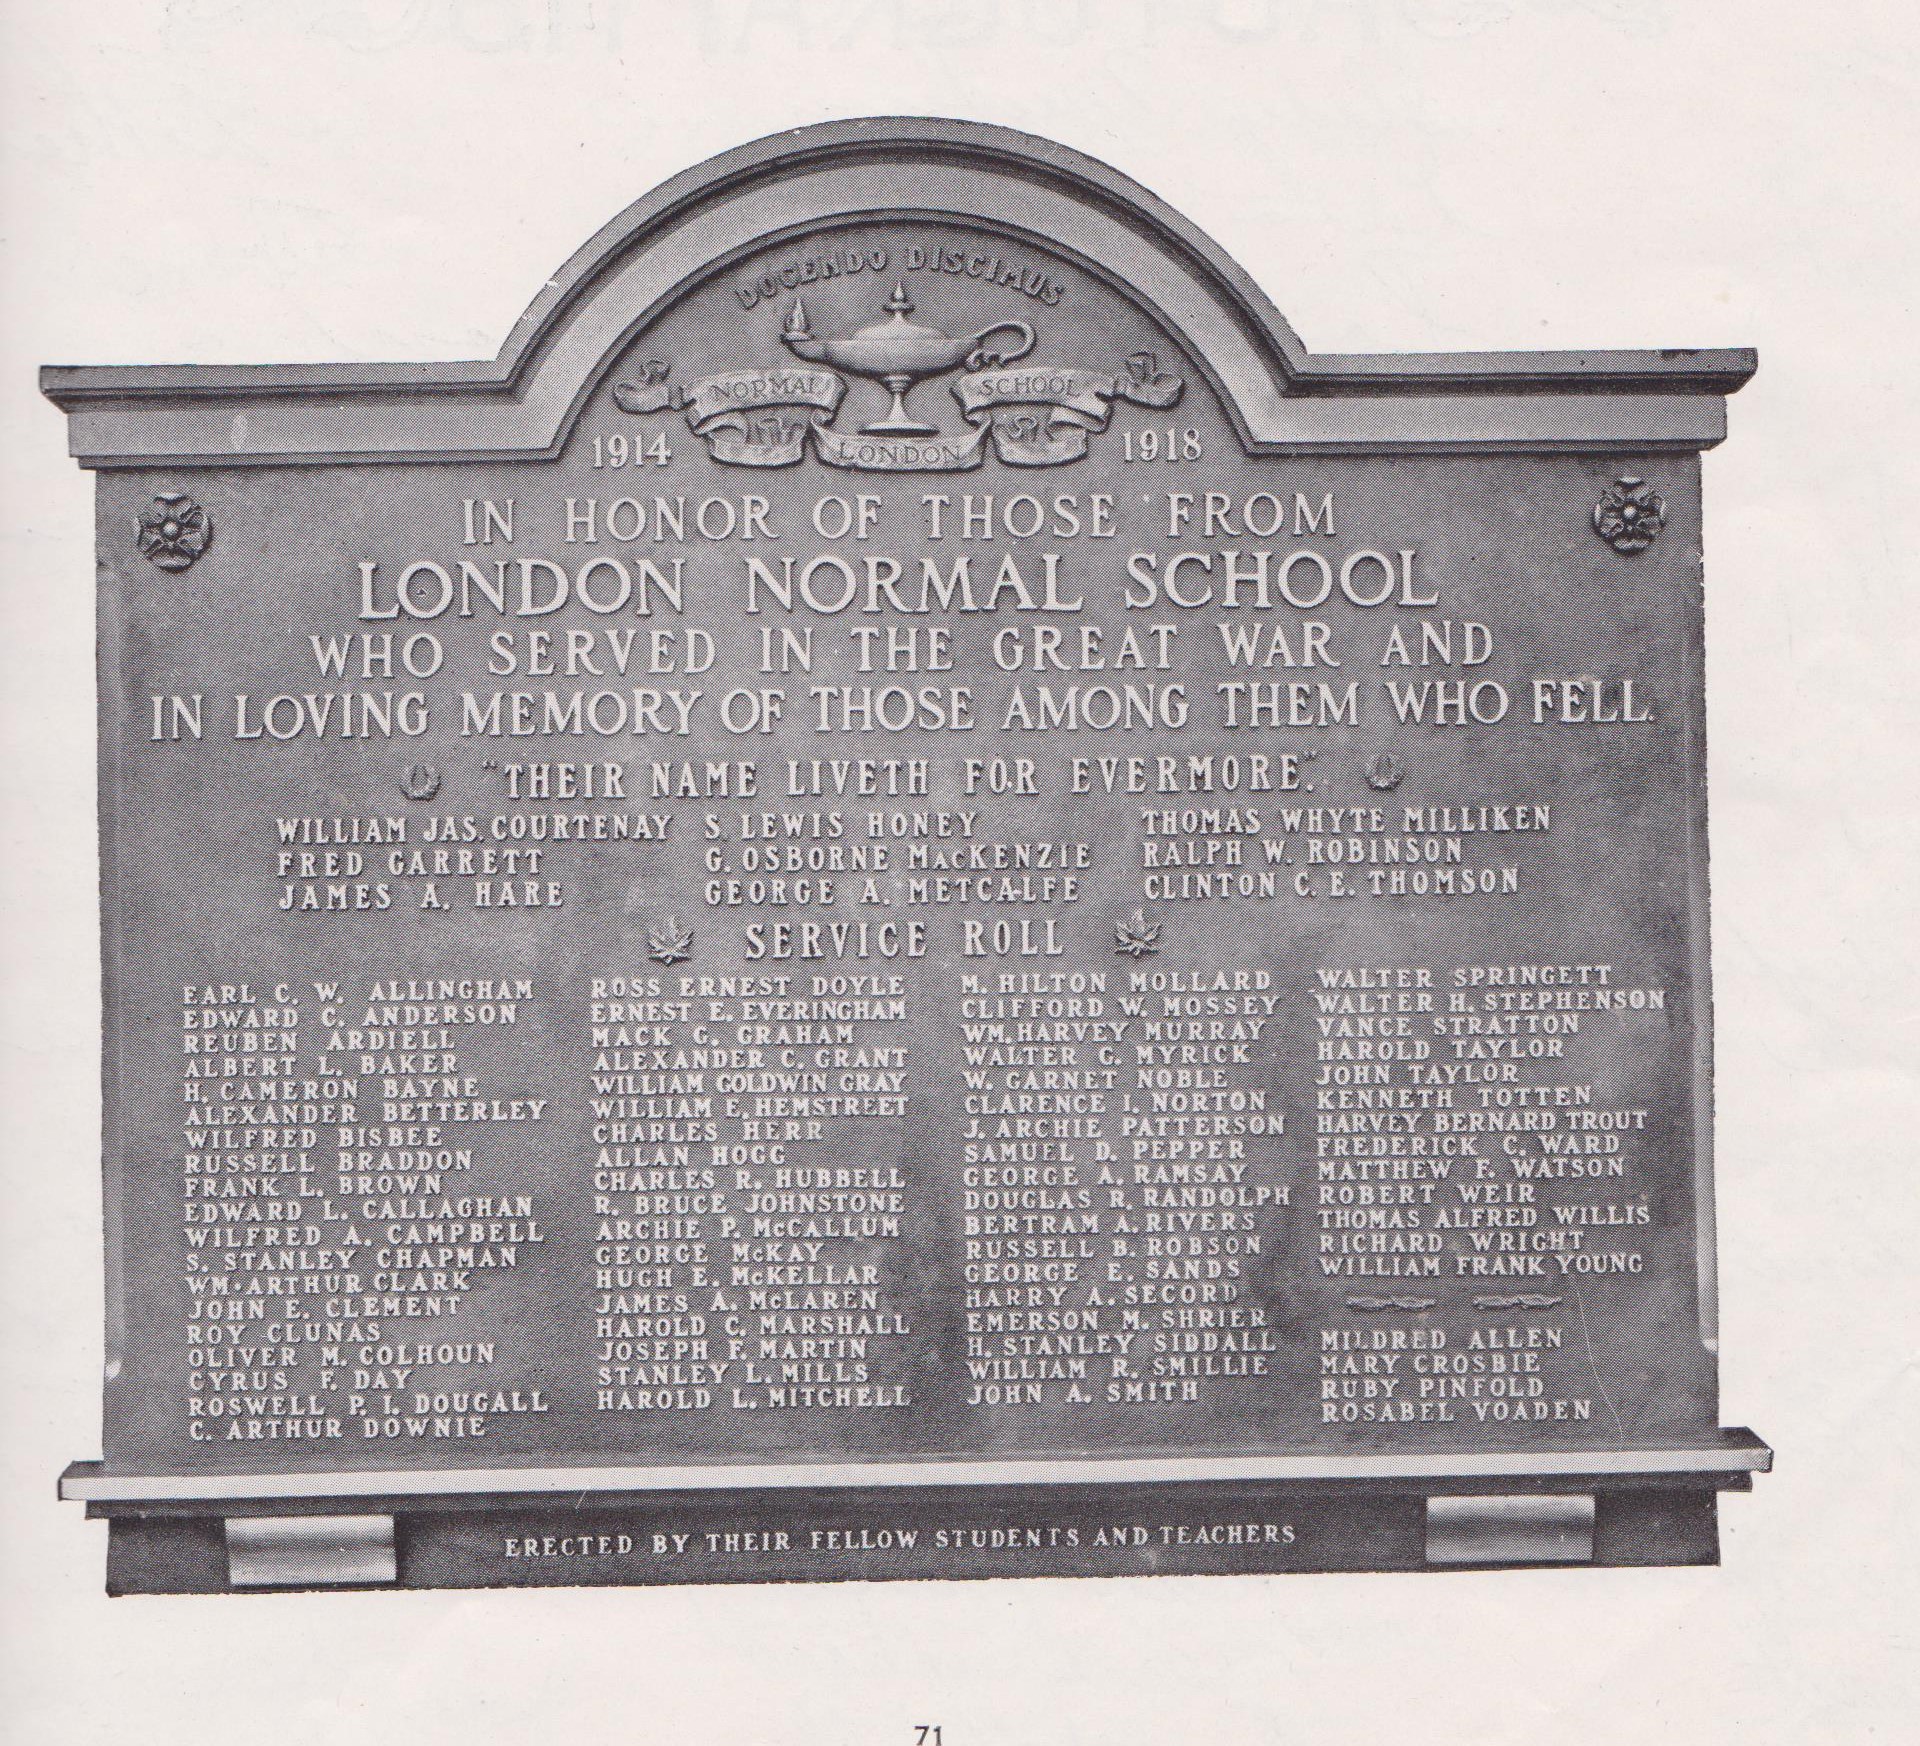 DOCENDO DISCIMUS
NORMAL SCHOOL
LONDON
1914 1918
IN HONOR OF THOSE FROM
LONDON NORMAL SCHOOL
WHO SERVED IN THE GREAT WAR AND
IN LOVING MEMORY OF THOSE AMONG THEM WHO FELL.
"THEIR NAME LIVETH FOR EVERMORE."
WILLIAM JAS. COURTENAY
FRED GARRETT
JAMES A. HARE
S. LEWIS HONEY
G. OSBORNE MACKENZIE
GEORGE A. METCALFE
THOMAS WHYTE MILLIKEN
RALPH W. ROBINSON
CLINTON C. E. THOMSON
SERVICE ROLL
EARL C. W. ALLINGHAM
EDWARD C. ANDERSON
REUBEN ARDIELL
ALBERT L. BAKER
H. CAMERON BAYNE
ALEXANDER BETTERLEY
WILFRED BISBEE
RUSSELL BRADDON
FRANK L. BROWN
EDWARD L. CALLAGHAN
WILFRED A. CAMPBELL
S. STANLEY CHAPMAN
WM. ARTHUR CLARK
JOHN E. CLEMENT
ROY CLUNAS
OLIVER M. COLHOUN
CYRUS F. DAY
ROSWELL P. I. DOUGALL
C. ARTHUR DOWNIE
ROSS ERNEST DOYLE
ERNEST E. EVERINGHAM
MACK G. GRAHAM
ALEXANDER C. GRANT
WILLIAM GOLDWIN GRAY
WILLIAM E. HEMSTREET
CHARLES HERR
ALLAN HOGG
CHARLES R. HUBBELL
R. BRUCE JOHNSTONE
ARCHIE P. McCALLUM
GEORGE McKAY
HUGH E. McKELLAR
JAMES A. McLAREN
HAROLD C. MARSHALL
JOSEPH F. MARTIN
STANLEY L. MILLS
HAROLD L. MITCHELL
M. HILTON MOLLARD
CLIFFORD W. MOSSEY
WM. HARVEY MURRAY
WALTER G. MYRICK
W. GARNET NOBLE
CLARENCE I. NORTON
J. ARCHIE PATTERSON
SAMUEL D. PEPPER
GEORGE A. RAMSAY
DOUGLAS R. RANDOLPH
BERTRAM A. RIVERS
RUSSELL B. ROBSON
GEORGE E. SANDS
HARRY A. SECORD
EMERSON M. SHRIER
H. STANLEY SIDDALL
WILLIAM R. SMILLIE
JOHN A. SMITH
WALTER SPRINGETT
WALTER H. STEPHENSON
VANCE STRATTON
HAROLD TAYLOR
JOHN TAYLOR
KENNETH TOTTEN
HARVEY BERNARD TROUT
FREDERICK C. WARD
MATTHEW F. WATSON
ROBERT WEIR
THOMAS ALFRED WILLIS
RICHARD WRIGHT
WILLIAM FRANK YOUNG
MILDRED ALLEN
MARY CROSBIE
RUBY PINFOLD
ROSABEL VOADEN
ERECTED BY THEIR FELLOW STUDENTS AND TEACHERS
71